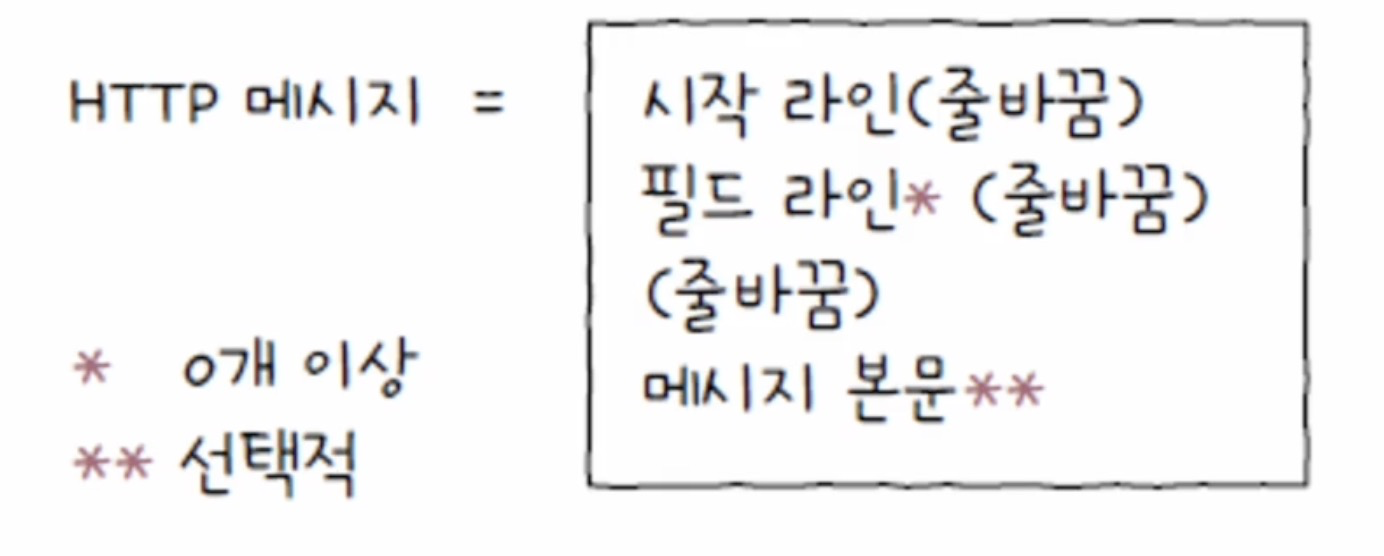 HTTP 메시지 =
시작 라인(줄바꿈)
필드 라인* (줄바꿈)
(줄바꿈)
메시지 본문**
* 0개 이상
** 선택적